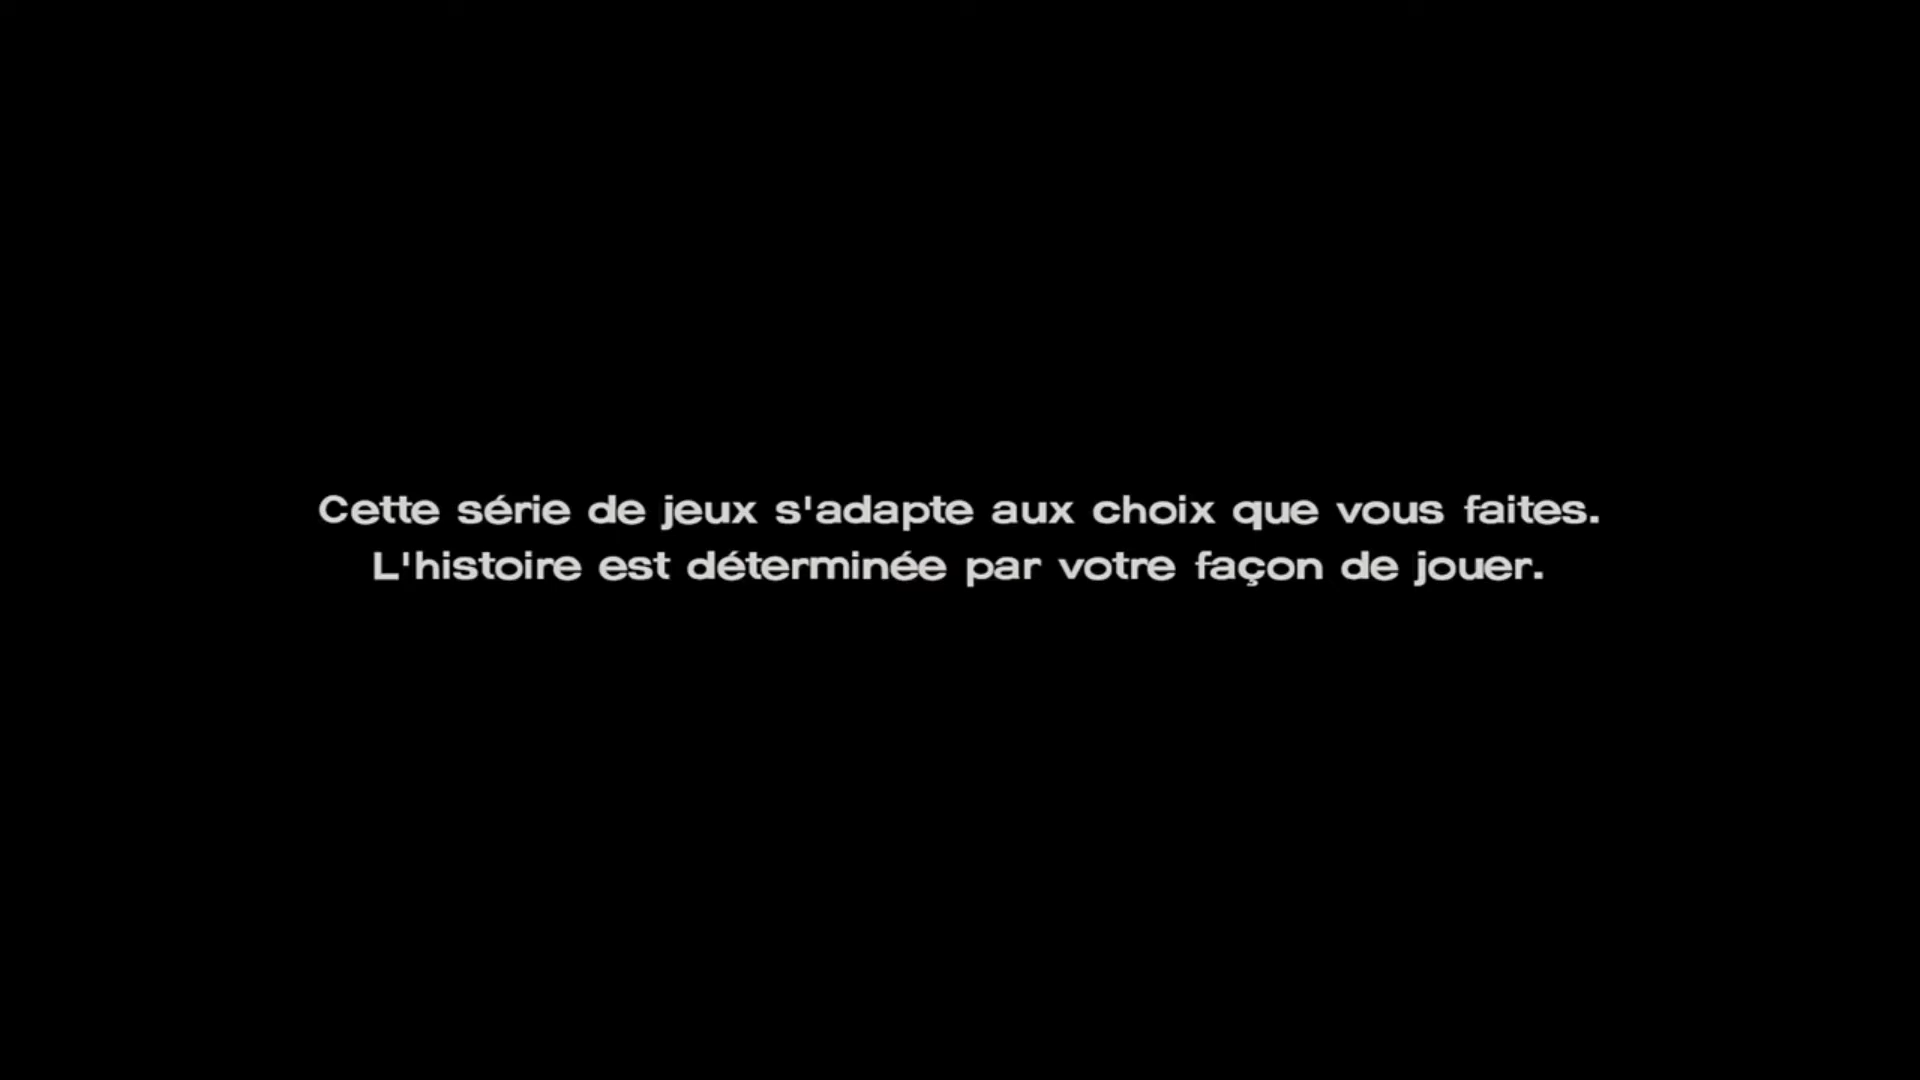 Cette série de jeux s'adapte aux choix que vous faites.
L'histoire est déterminée par votre façon de jouer.